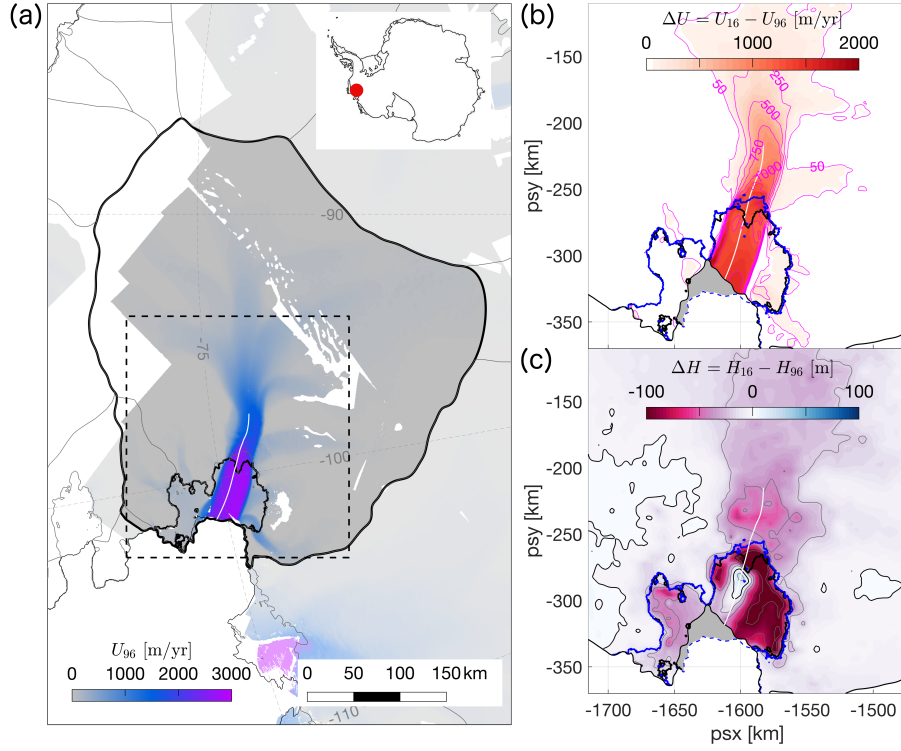 (a)
-90
-75
-100
-110
U₉₆ [m/yr]
0 1000 2000 3000
0 50 100 150 km
(b)
ΔU = U₁₆ − U₉₆ [m/yr]
0 1000 2000
50
250
500
750
1000
50
psy [km]
-150
-200
-250
-300
-350
(c)
ΔH = H₁₆ − H₉₆ [m]
-100 0 100
psy [km]
-150
-200
-250
-300
-350
-1700 -1650 -1600 -1550 -1500
psx [km]